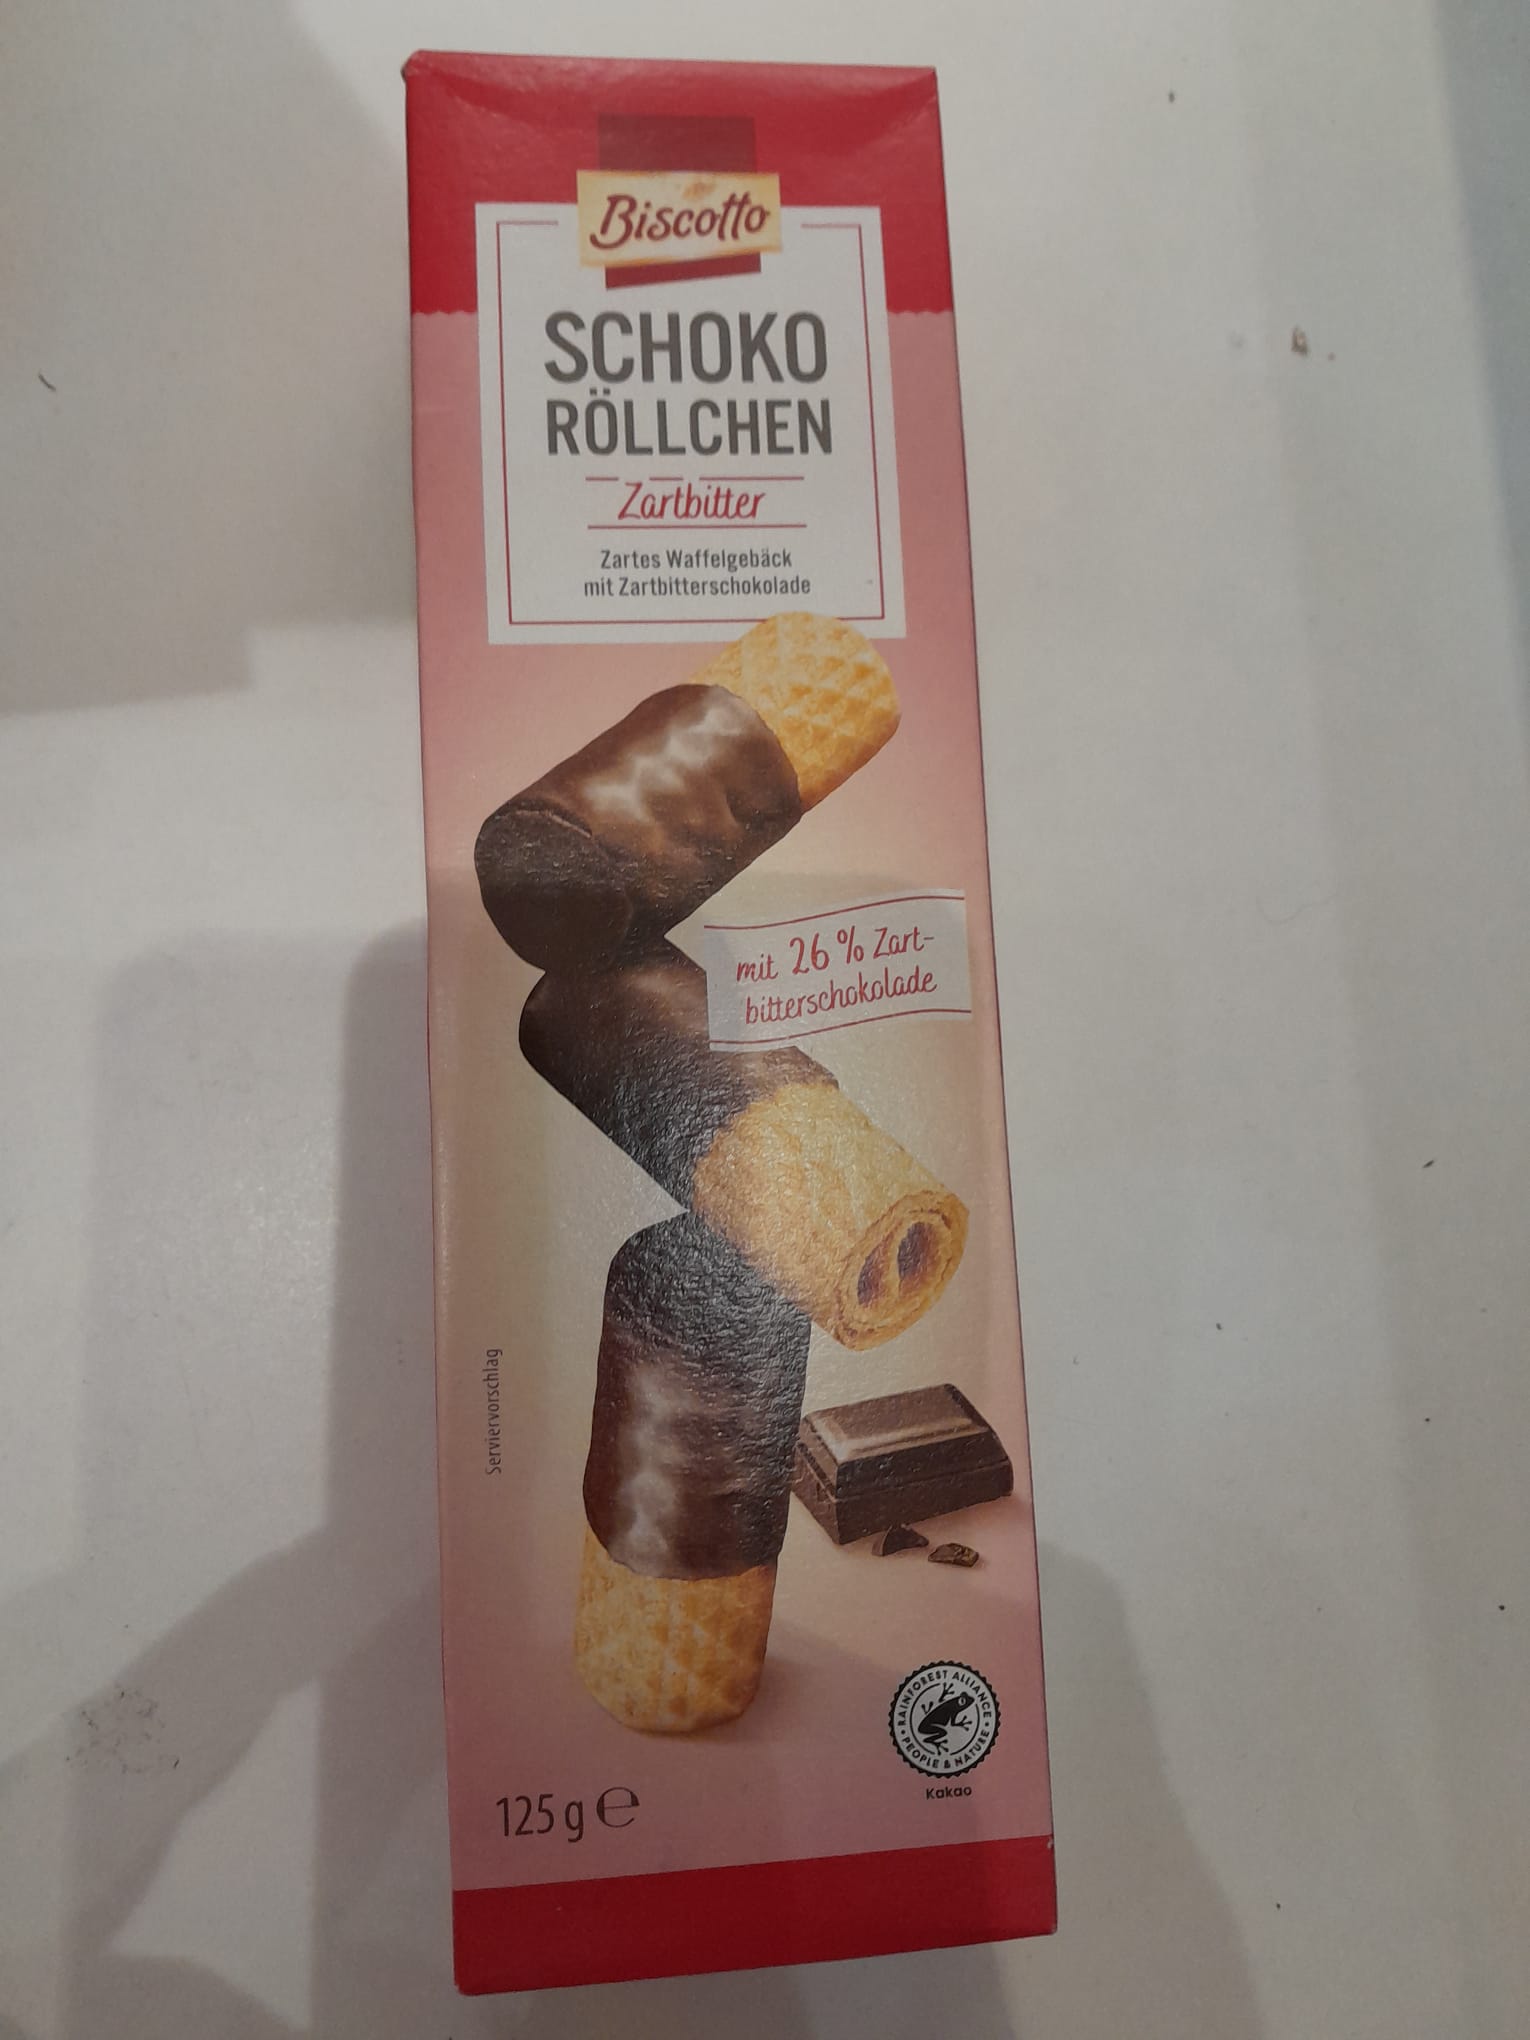 Biscotto
SCHOKO
RÖLLCHEN
Zartbitter
Zartes Waffelgebäck
mit Zartbitterschokolade
mit 26 % Zart-
bitterschokolade
Serviervorschlag
RAINFOREST ALLIANCE
PEOPLE & NATURE
Kakao
125 g ℮